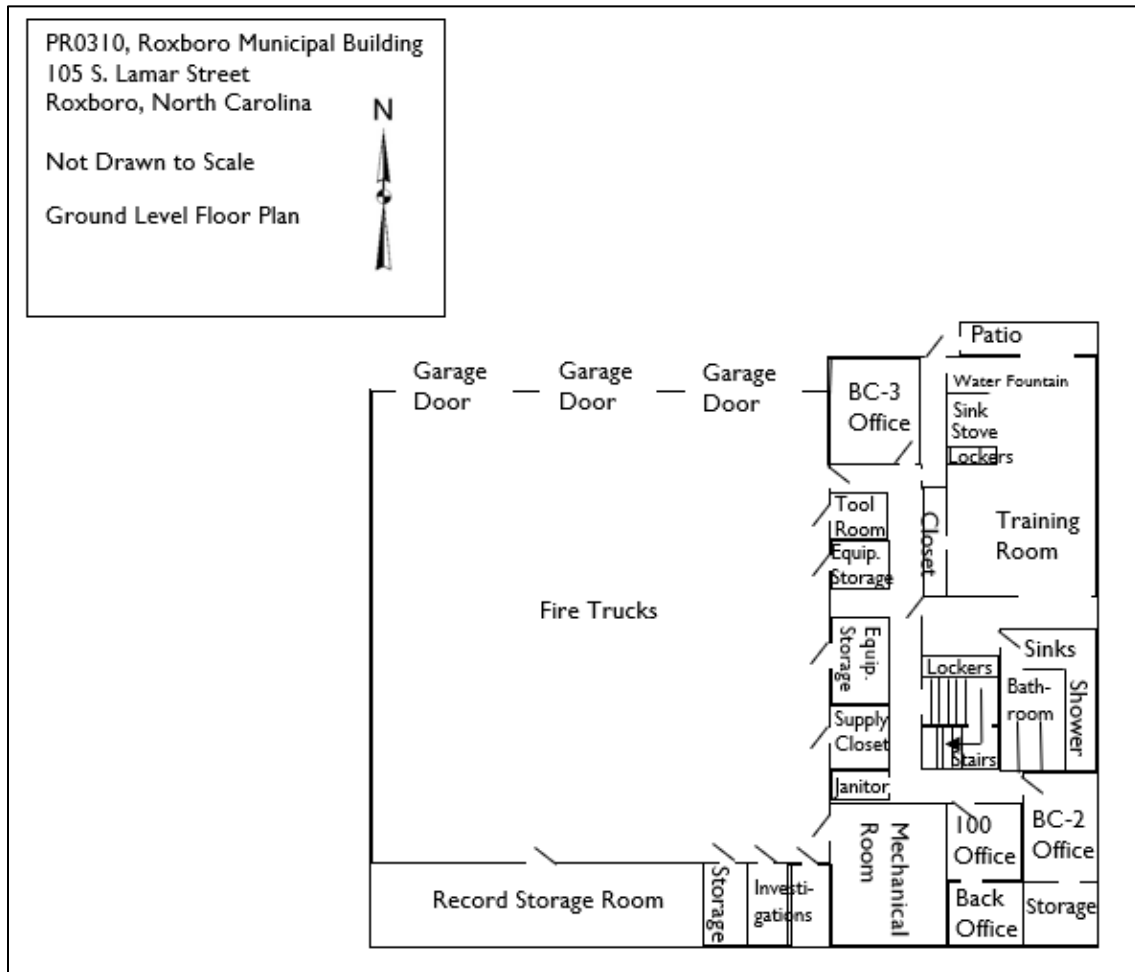 PR0310, Roxboro Municipal Building
105 S. Lamar Street
Roxboro, North Carolina
N
Not Drawn to Scale
Ground Level Floor Plan
Patio
Garage
Door
Garage
Door
Garage
Door
BC-3
Office
Water Fountain
Sink
Stove
Lockers
Tool
Room
Closet
Training
Room
Equip.
Storage
Fire Trucks
Equip.
Storage
Sinks
Lockers
Bath-
room
Shower
Supply
Closet
Stairs
Janitor
Mechanical
Room
100
Office
BC-2
Office
Record Storage Room
Storage
Investi-
gations
Back
Office
Storage